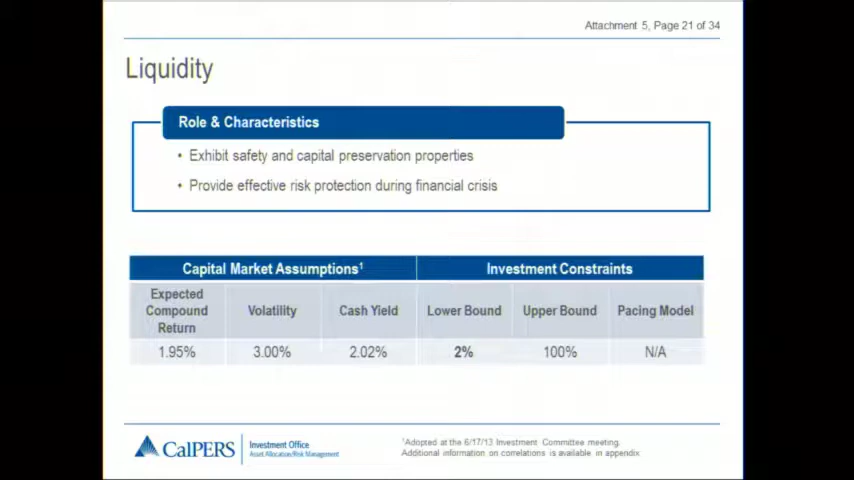 Attachment 5, Page 21 of 34
Liquidity
Role & Characteristics
• Exhibit safety and capital preservation properties
• Provide effective risk protection during financial crisis
Capital Market Assumptions¹ Investment Constraints
Expected Compound Return Volatility Cash Yield Lower Bound Upper Bound Pacing Model
1.95% 3.00% 2.02% 2% 100% N/A
CalPERS
Investment Office
Asset Allocation/Risk Management
¹Adopted at the 6/17/13 Investment Committee meeting.
Additional information on correlations is available in appendix